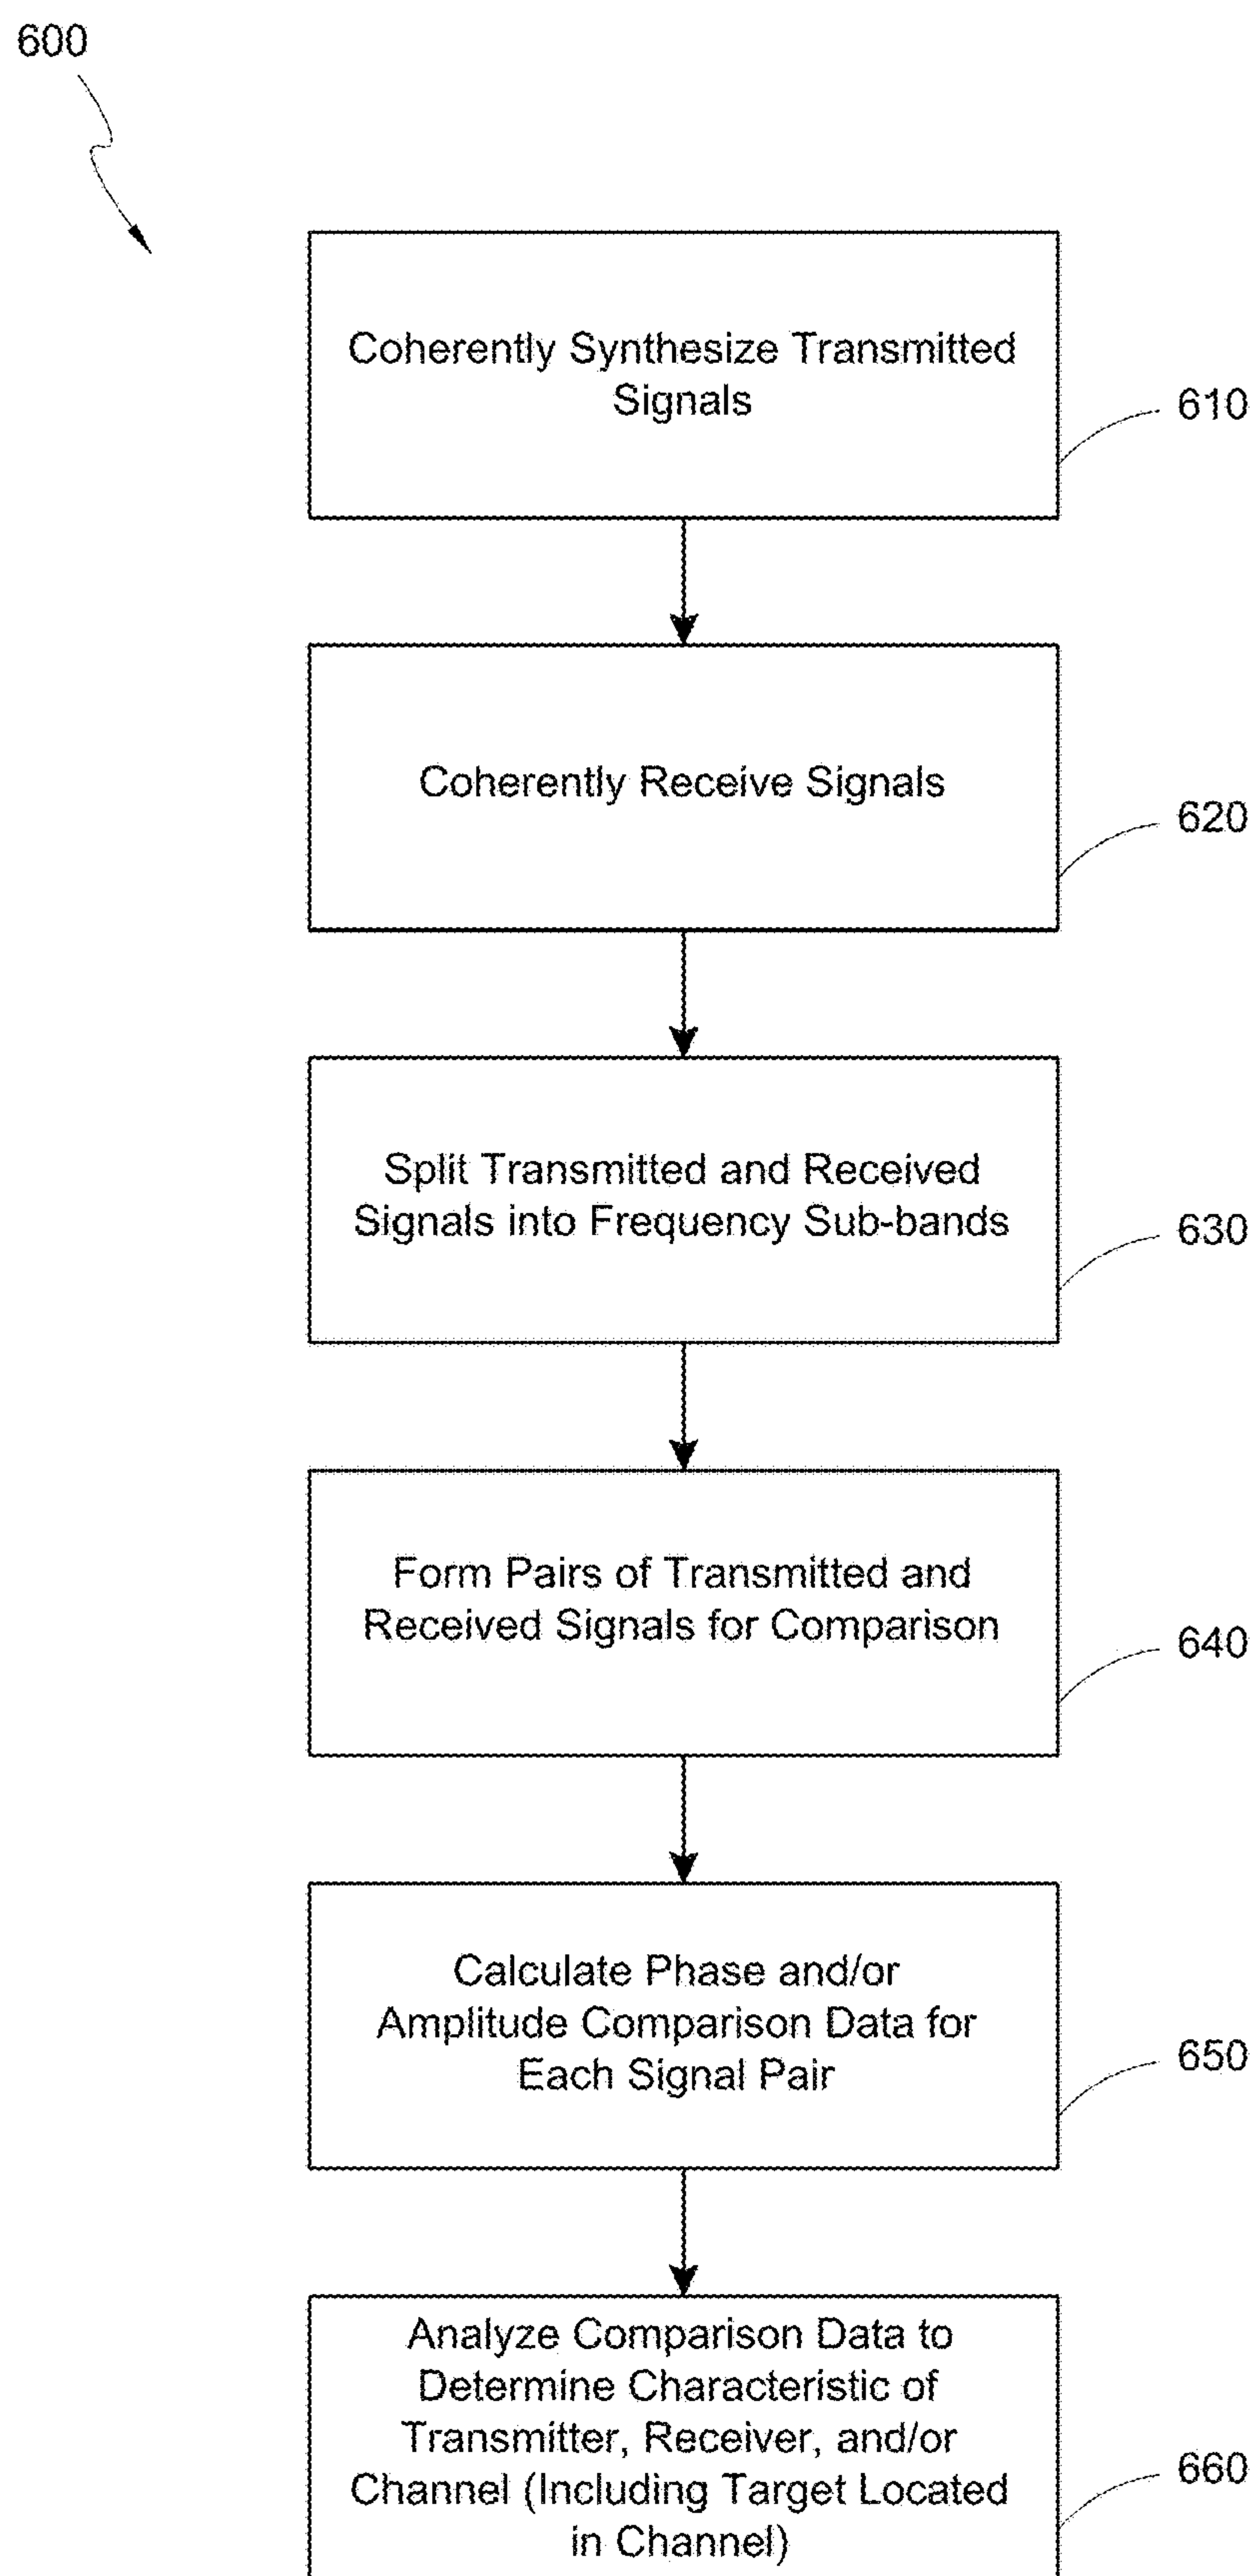 600
Coherently Synthesize Transmitted
Signals
610
Coherently Receive Signals
620
Split Transmitted and Received
Signals into Frequency Sub-bands
630
Form Pairs of Transmitted and
Received Signals for Comparison
640
Calculate Phase and/or
Amplitude Comparison Data for
Each Signal Pair
650
Analyze Comparison Data to
Determine Characteristic of
Transmitter, Receiver, and/or
Channel (Including Target Located
in Channel)
660